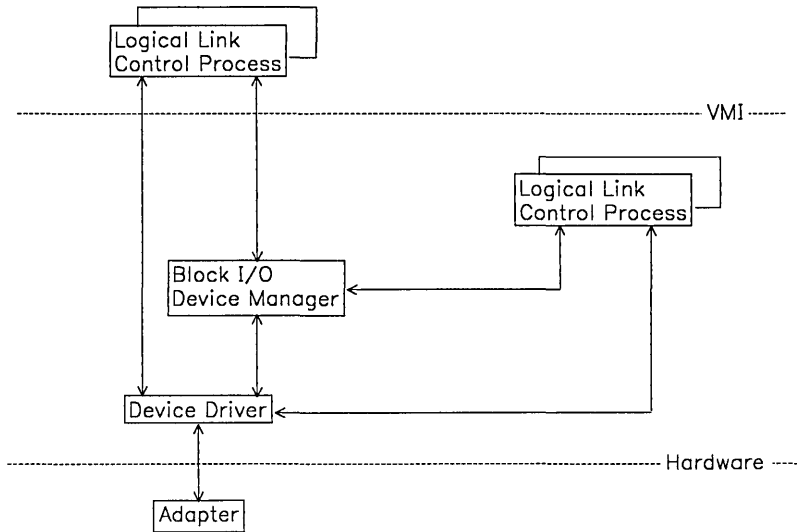 Logical Link
Control Process
VMI
Logical Link
Control Process
Block I/O
Device Manager
Device Driver
Hardware
Adapter